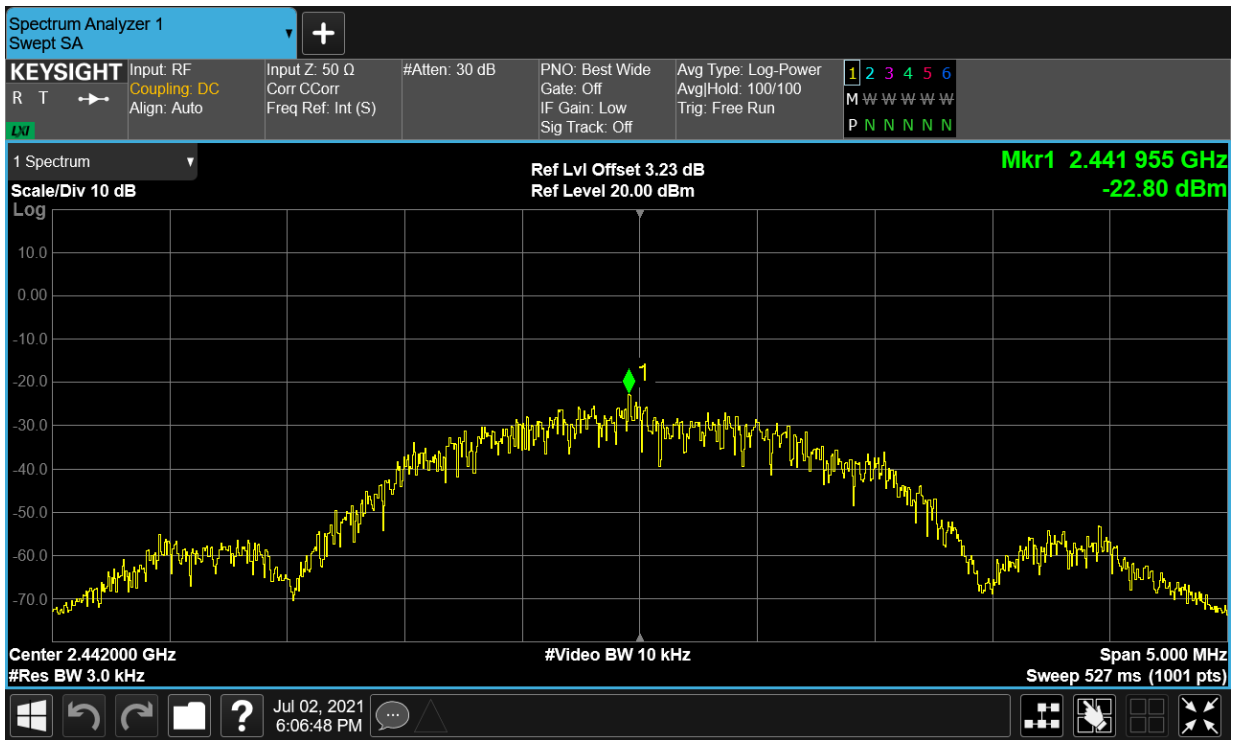 Spectrum Analyzer 1
Swept SA
KEYSIGHT
R T
LXI
Input: RF
Coupling: DC
Align: Auto
Input Z: 50 Ω
Corr CCorr
Freq Ref: Int (S)
#Atten: 30 dB
PNO: Best Wide
Gate: Off
IF Gain: Low
Sig Track: Off
Avg Type: Log-Power
Avg|Hold: 100/100
Trig: Free Run
1 2 3 4 5 6
M W W W W W
P N N N N N
1 Spectrum
Scale/Div 10 dB
Log
Ref Lvl Offset 3.23 dB
Ref Level 20.00 dBm
Mkr1 2.441 955 GHz
-22.80 dBm
10.0
0.00
-10.0
-20.0
-30.0
-40.0
-50.0
-60.0
-70.0
1
Center 2.442000 GHz
#Res BW 3.0 kHz
#Video BW 10 kHz
Span 5.000 MHz
Sweep 527 ms (1001 pts)
?
Jul 02, 2021
6:06:48 PM